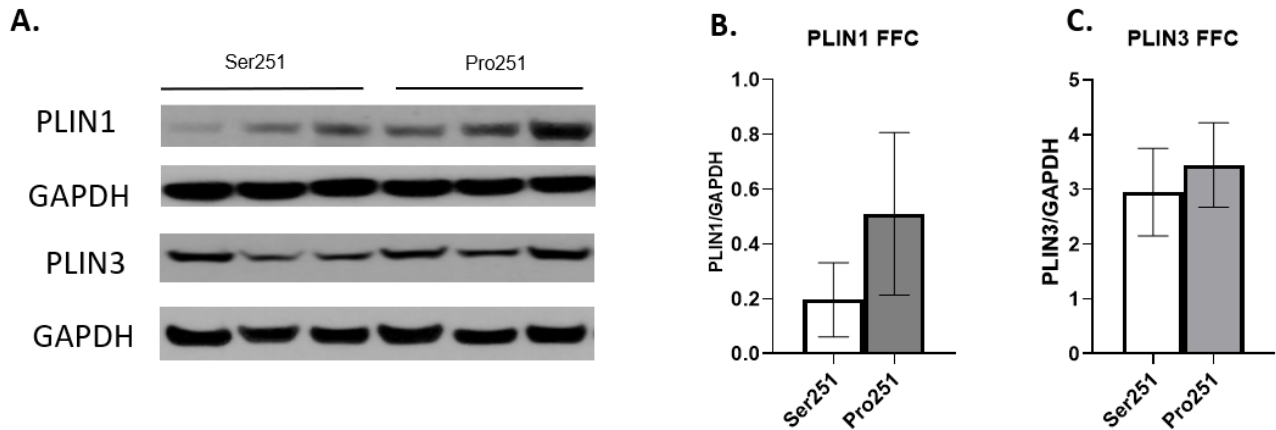 A.
Ser251 Pro251
PLIN1
GAPDH
PLIN3
GAPDH
B.
PLIN1 FFC
PLIN1/GAPDH
1.0
0.8
0.6
0.4
0.2
0.0
Ser251 Pro251
C.
PLIN3 FFC
PLIN3/GAPDH
5
4
3
2
1
0
Ser251 Pro251